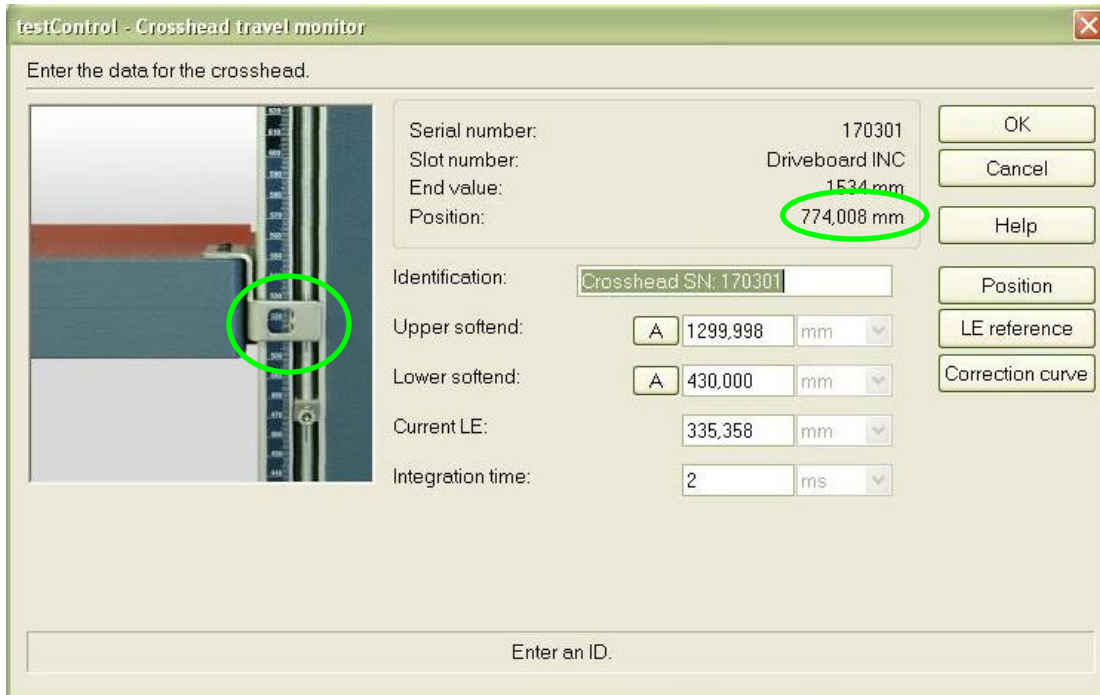 testControl - Crosshead travel monitor
Enter the data for the crosshead.
Serial number: 170301
Slot number: Driveboard INC
End value: 1534 mm
Position: 774,008 mm
Identification: Crosshead SN: 170301
Upper softend: A 1299,998 mm
Lower softend: A 430,000 mm
Current LE: 335,358 mm
Integration time: 2 ms
OK
Cancel
Help
Position
LE reference
Correction curve
Enter an ID.